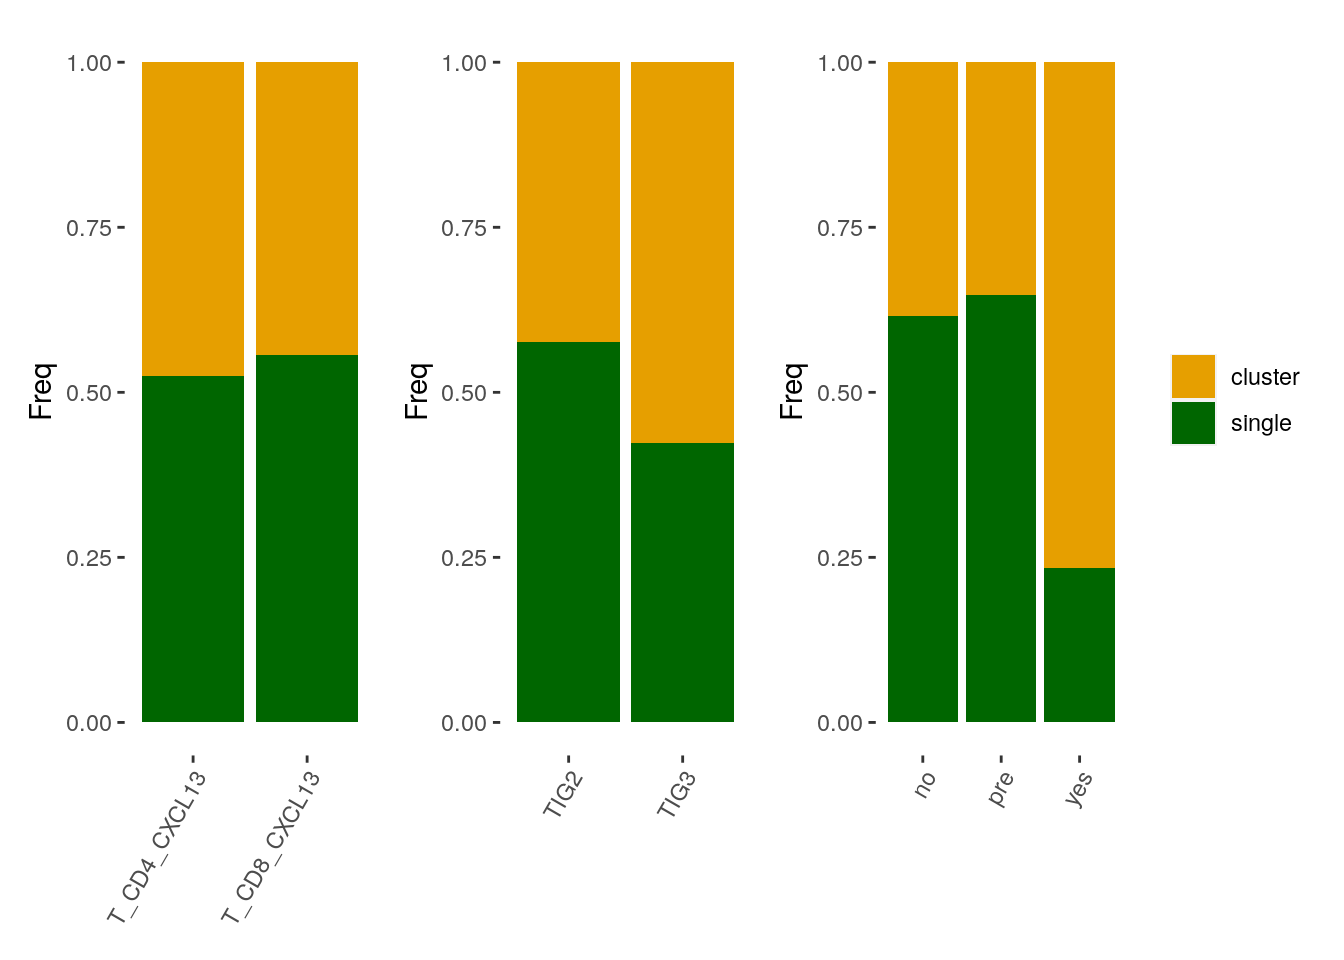 Freq
1.00
0.75
0.50
0.25
0.00
T_CD4_CXCL13
T_CD8_CXCL13
Freq
1.00
0.75
0.50
0.25
0.00
TIG2
TIG3
Freq
1.00
0.75
0.50
0.25
0.00
no
pre
yes
cluster
single